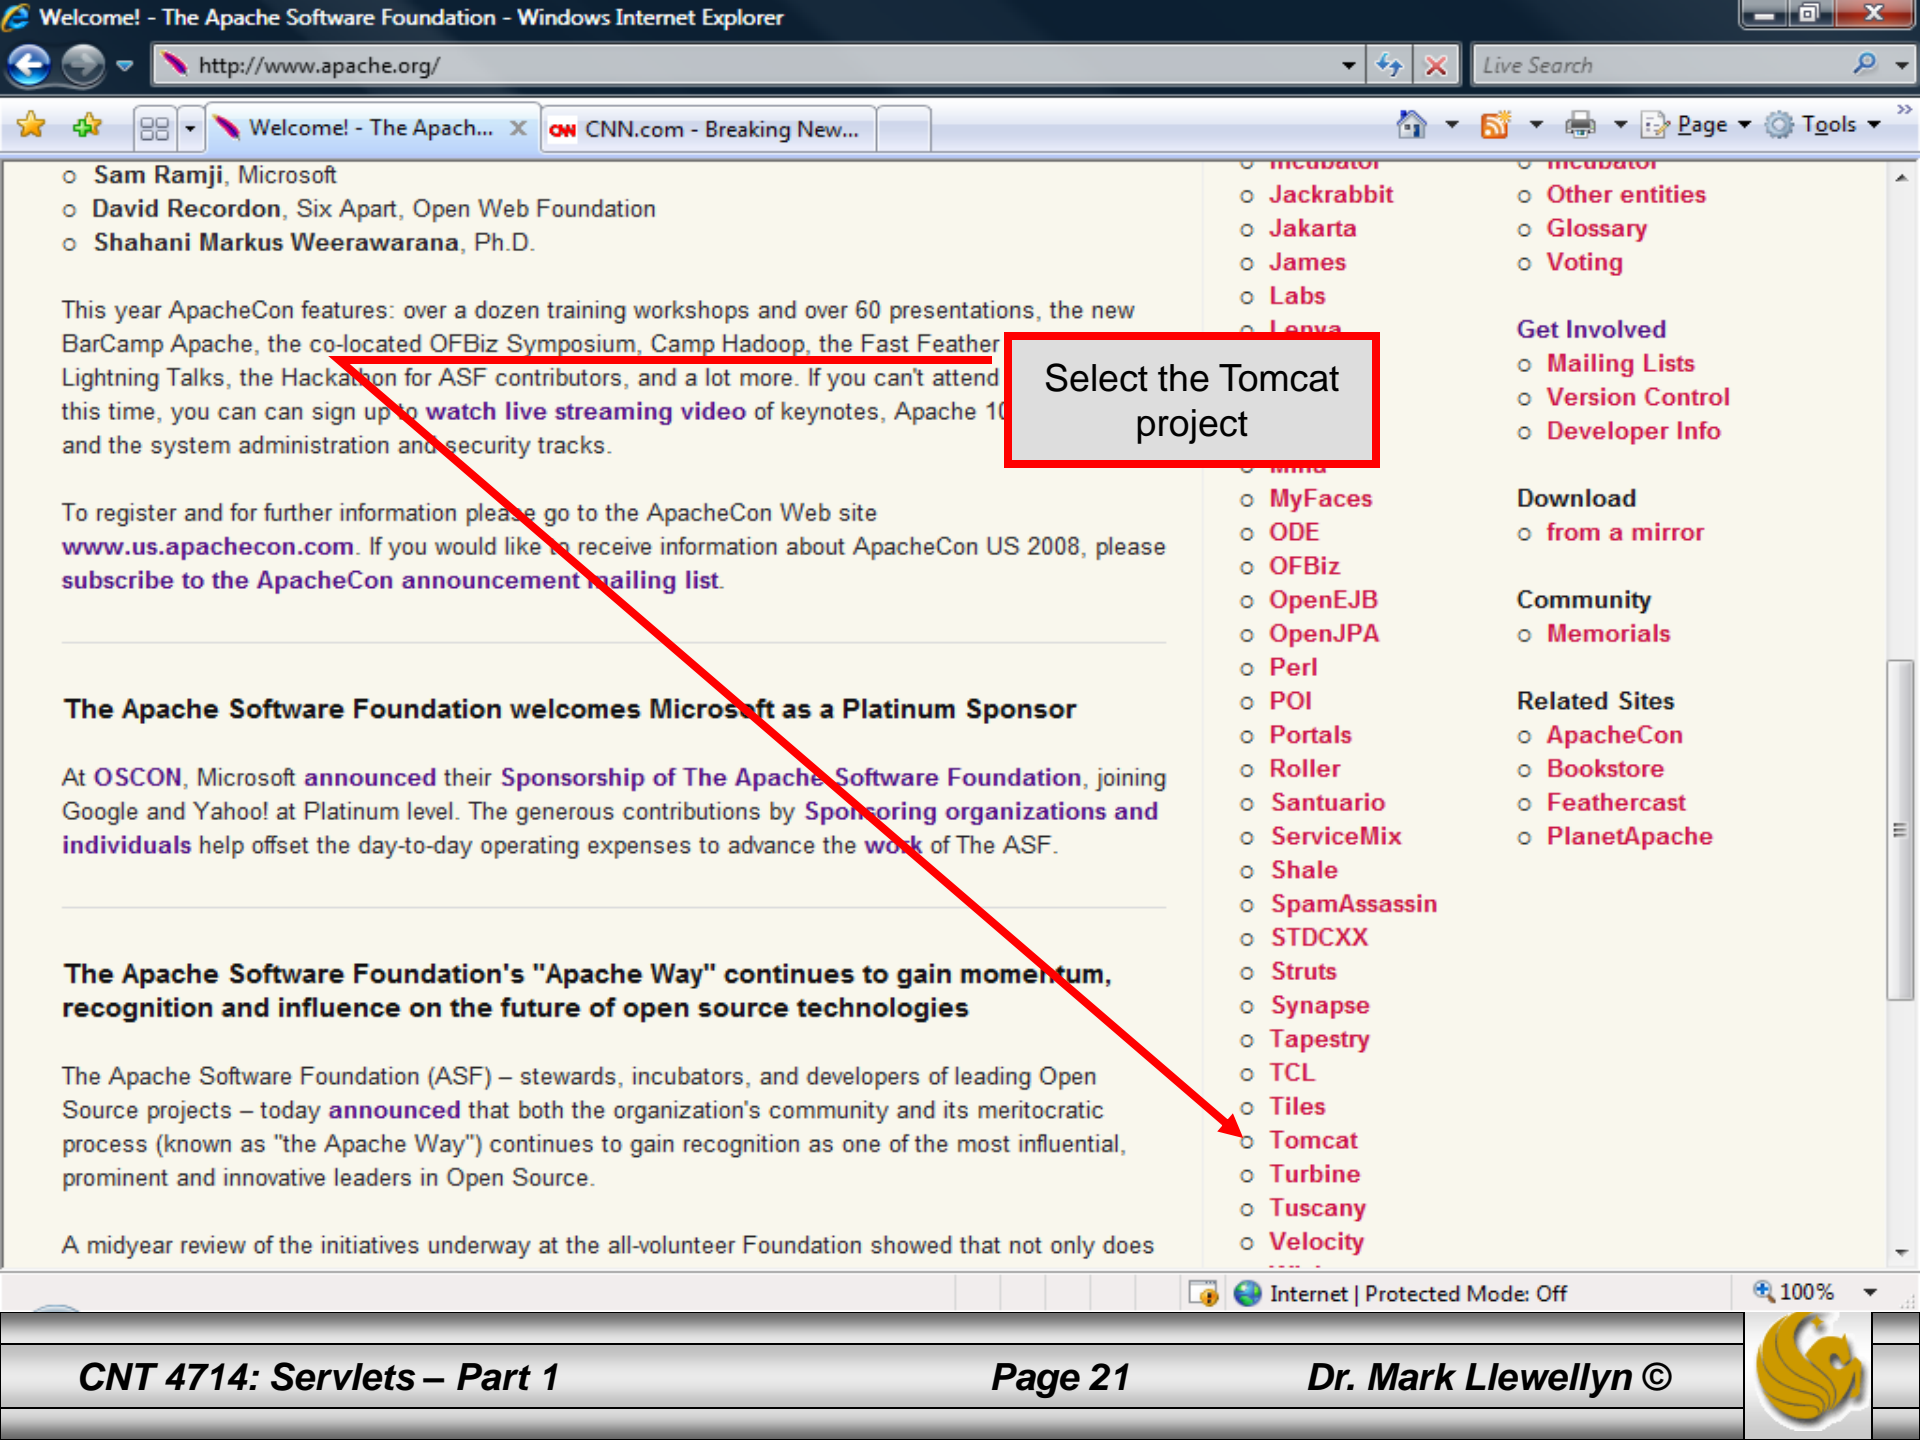 Welcome! - The Apache Software Foundation - Windows Internet Explorer
http://www.apache.org/
Live Search
Welcome! - The Apach...
CNN CNN.com - Breaking New...
Page
Tools
Sam Ramji, Microsoft
David Recordon, Six Apart, Open Web Foundation
Shahani Markus Weerawarana, Ph.D.
This year ApacheCon features: over a dozen training workshops and over 60 presentations, the new
BarCamp Apache, the co-located OFBiz Symposium, Camp Hadoop, the Fast Feather
Lightning Talks, the Hackathon for ASF contributors, and a lot more. If you can't attend
this time, you can can sign up to watch live streaming video of keynotes, Apache 10
and the system administration and security tracks.
To register and for further information please go to the ApacheCon Web site
www.us.apachecon.com. If you would like to receive information about ApacheCon US 2008, please
subscribe to the ApacheCon announcement mailing list.
The Apache Software Foundation welcomes Microsoft as a Platinum Sponsor
At OSCON, Microsoft announced their Sponsorship of The Apache Software Foundation, joining
Google and Yahoo! at Platinum level. The generous contributions by Sponsoring organizations and
individuals help offset the day-to-day operating expenses to advance the work of The ASF.
The Apache Software Foundation's "Apache Way" continues to gain momentum,
recognition and influence on the future of open source technologies
The Apache Software Foundation (ASF) – stewards, incubators, and developers of leading Open
Source projects – today announced that both the organization's community and its meritocratic
process (known as "the Apache Way") continues to gain recognition as one of the most influential,
prominent and innovative leaders in Open Source.
A midyear review of the initiatives underway at the all-volunteer Foundation showed that not only does
Select the Tomcat
project
Incubator
Jackrabbit
Jakarta
James
Labs
Lenya
Mina
MyFaces
ODE
OFBiz
OpenEJB
OpenJPA
Perl
POI
Portals
Roller
Santuario
ServiceMix
Shale
SpamAssassin
STDCXX
Struts
Synapse
Tapestry
TCL
Tiles
Tomcat
Turbine
Tuscany
Velocity
Incubator
Other entities
Glossary
Voting
Get Involved
Mailing Lists
Version Control
Developer Info
Download
from a mirror
Community
Memorials
Related Sites
ApacheCon
Bookstore
Feathercast
PlanetApache
Internet | Protected Mode: Off
100%
CNT 4714: Servlets – Part 1
Page 21
Dr. Mark Llewellyn ©